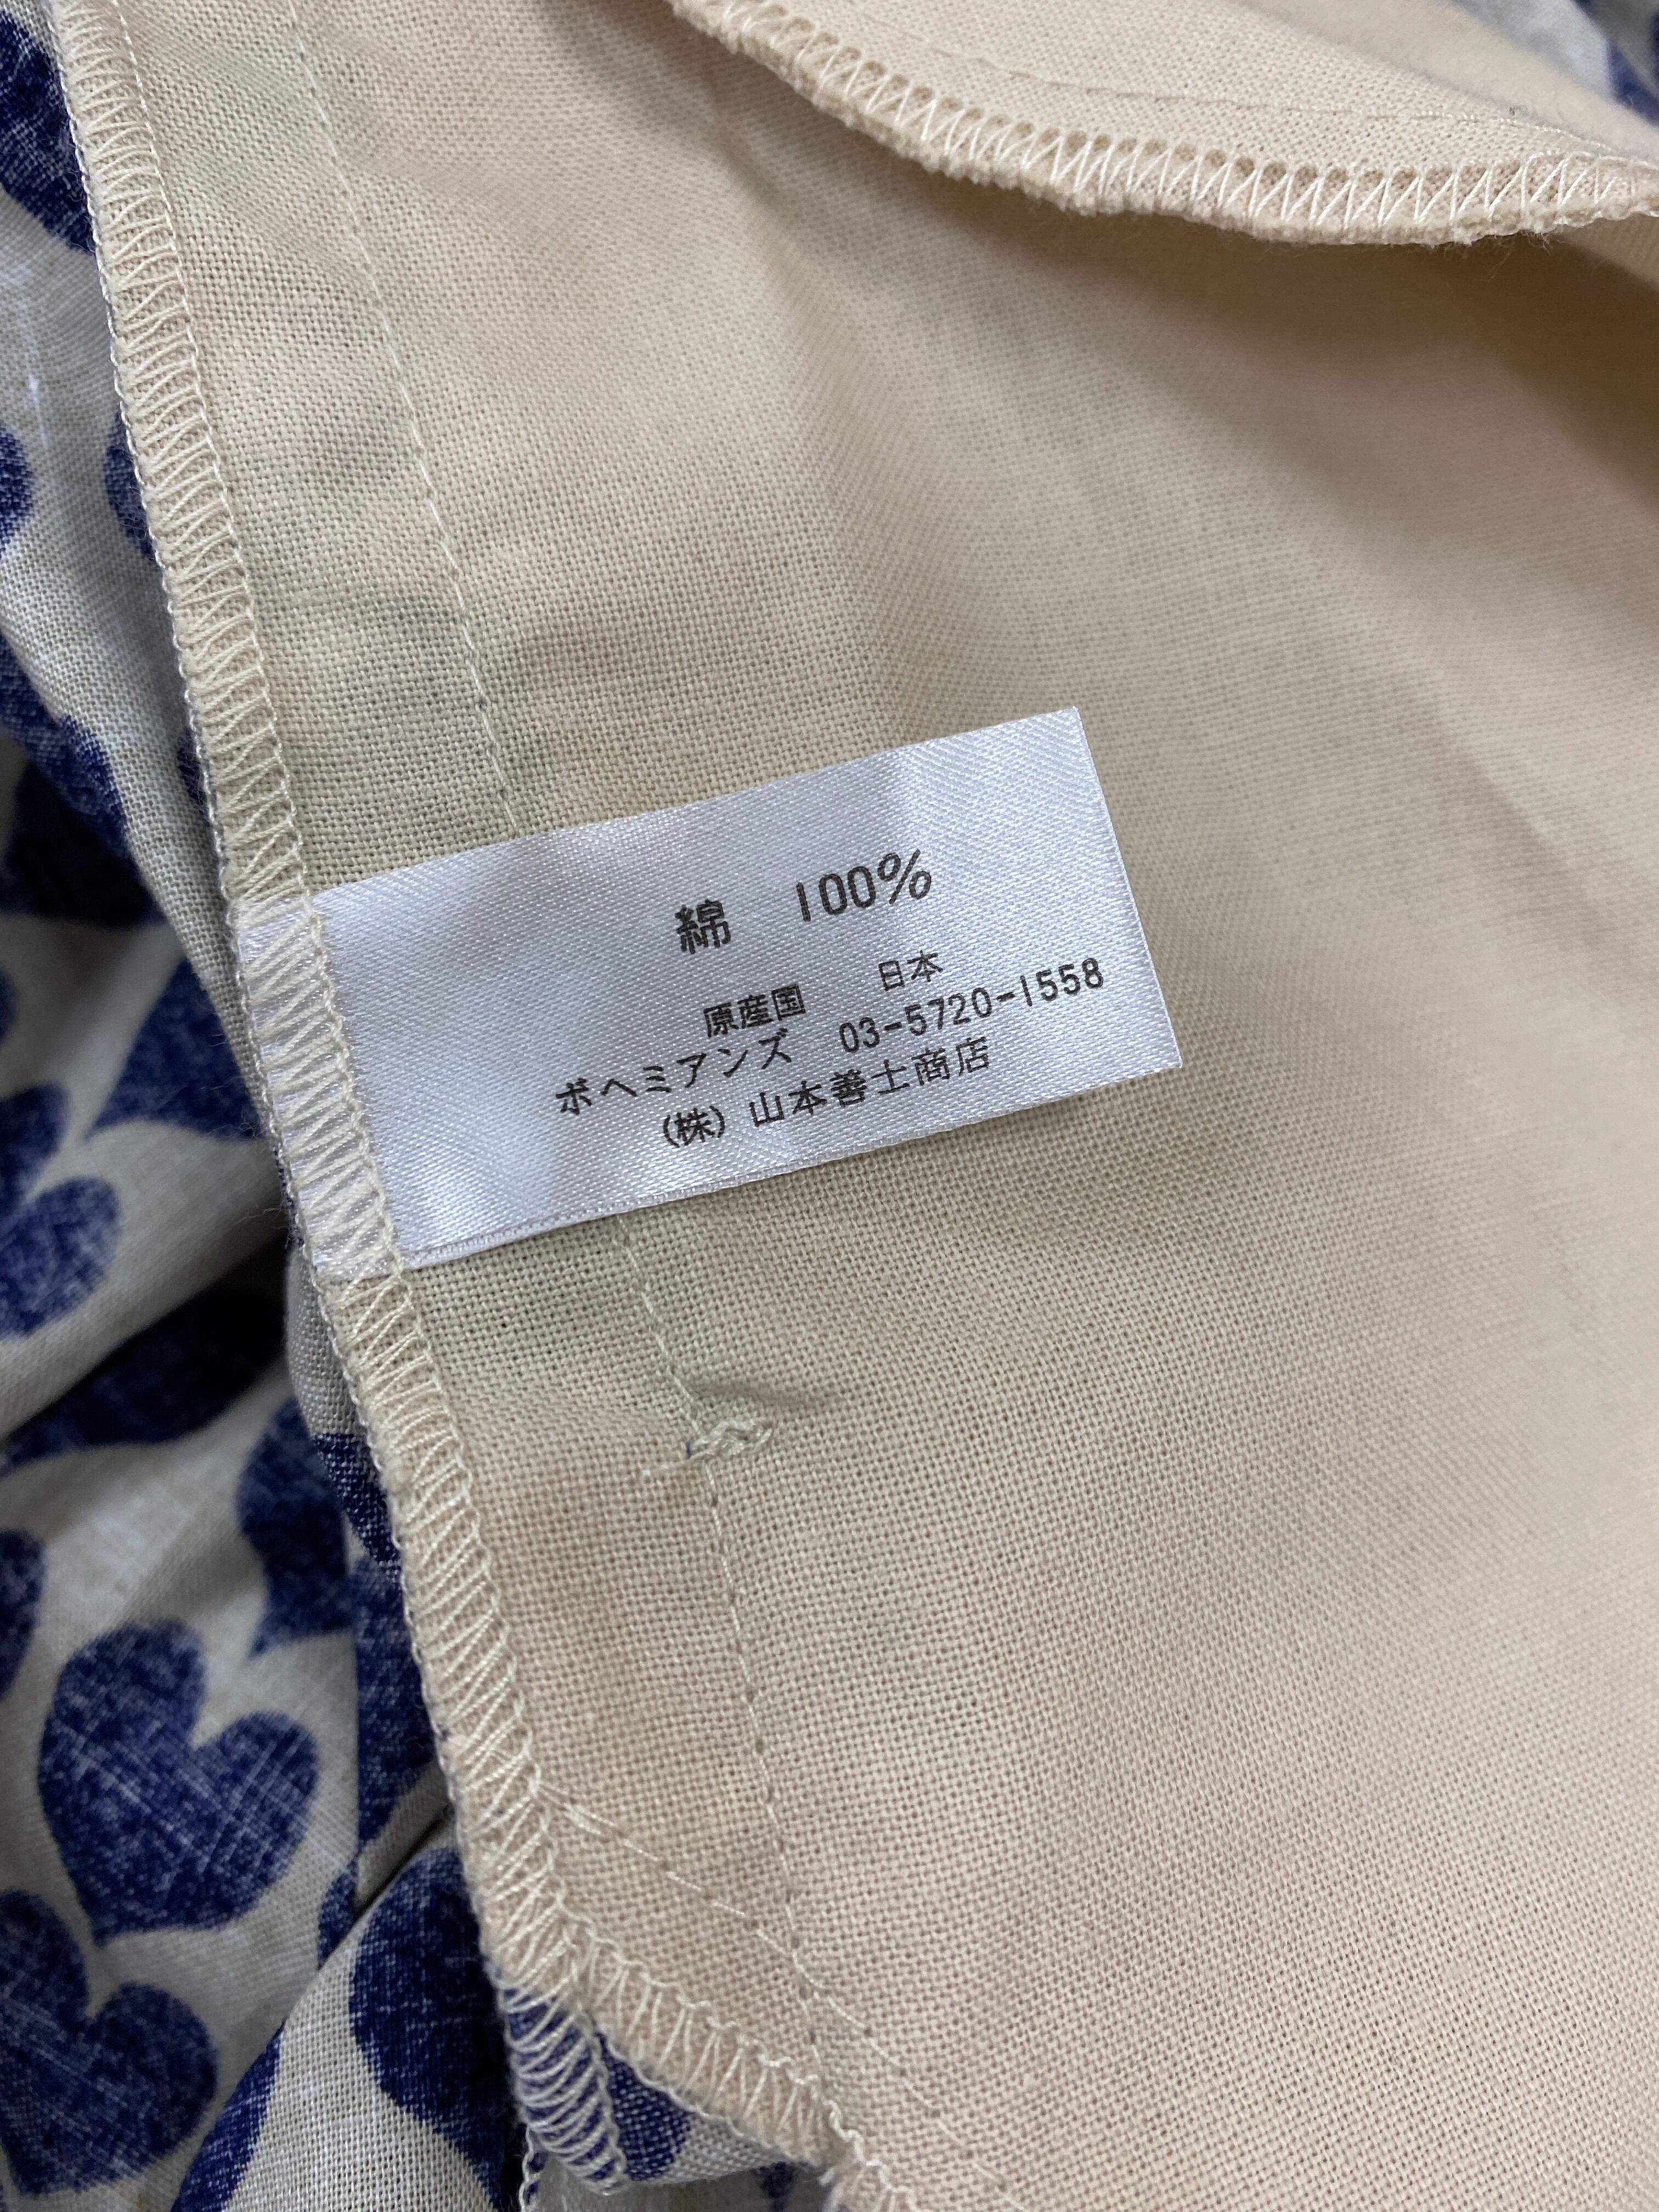 綿 100%
原産国 日本
ボヘミアンズ 03-5720-1558
(株) 山本善士商店